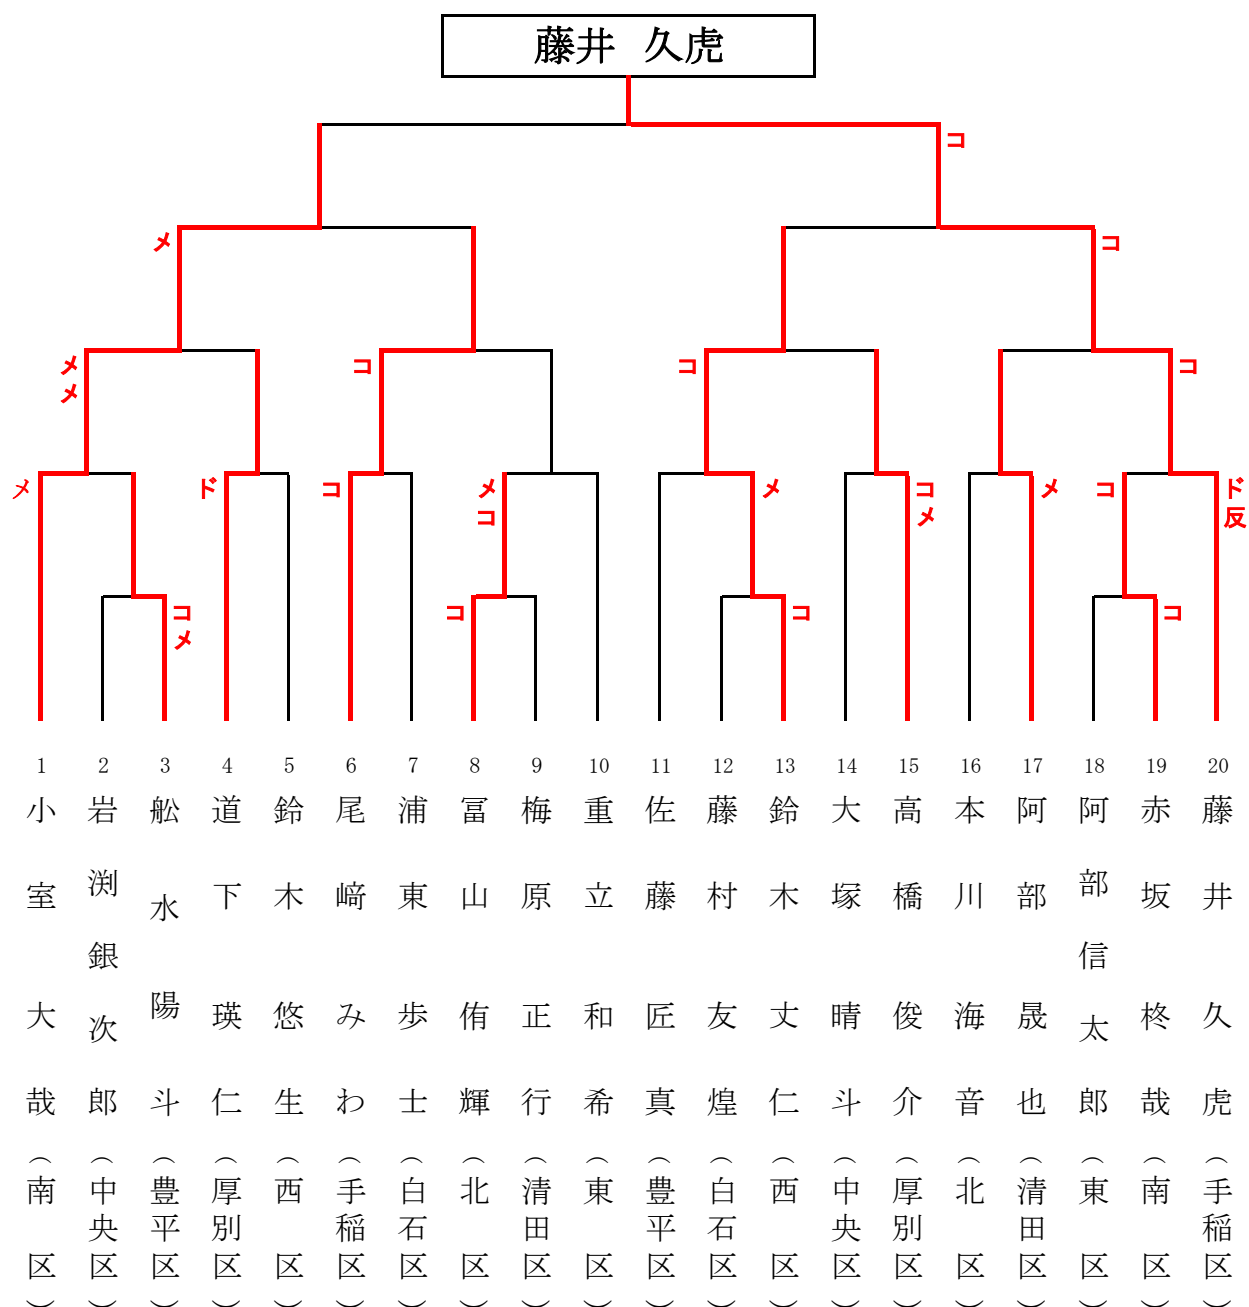 藤井 久虎
コ
メ
コ
メ
メ
コ
コ
コ
メ
ド
コ
メ
コ
メ
コ
メ
メ
コ
ド
反
コ
メ
コ
コ
コ
1 2 3 4 5 6 7 8 9 10 11 12 13 14 15 16 17 18 19 20
小室大哉（南区）
岩渕銀次郎（中央区）
舩水陽斗（豊平区）
道下瑛仁（厚別区）
鈴木悠生（西区）
尾﨑みわ（手稲区）
浦東歩士（白石区）
冨山侑輝（北区）
梅原正行（清田区）
重立和希（東区）
佐藤匠真（豊平区）
藤村友煌（白石区）
鈴木丈仁（西区）
大塚晴斗（中央区）
高橋俊介（厚別区）
本川海音（北区）
阿部晟也（清田区）
阿部信太郎（東区）
赤坂柊哉（南区）
藤井久虎（手稲区）